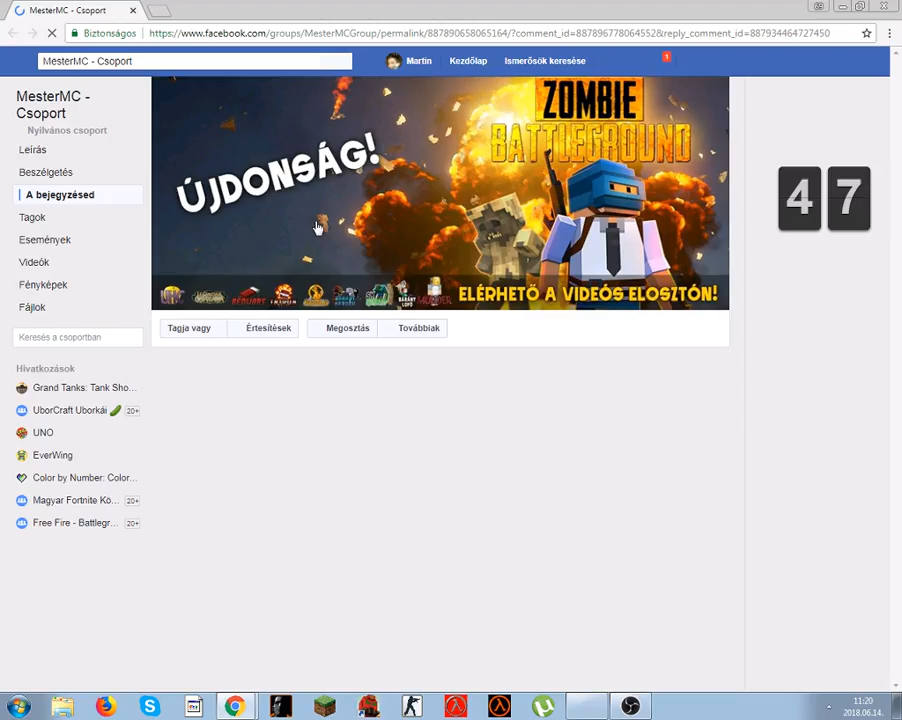 MesterMC - Csoport
Biztonságos
https://www.facebook.com/groups/MesterMCGroup/permalink/887890658065164/?comment_id=887896778064552&reply_comment_id=887934464727450
MesterMC - Csoport
Martin
Kezdőlap
Ismerősök keresése
1
MesterMC -
Csoport
Nyilvános csoport
Leírás
Beszélgetés
A bejegyzésed
Tagok
Események
Videók
Fényképek
Fájlok
Keresés a csoportban
ÚJDONSÁG!
ZOMBIE
BATTLEGROUND
ELÉRHETŐ A VIDEÓS ELOSZTÓN!
4 7
Tagja vagy
Értesítések
Megosztás
Továbbiak
Hivatkozások
Grand Tanks: Tank Sho...
UborCraft Uborkái 20+
UNO
EverWing
Color by Number: Color...
Magyar Fortnite Kö... 20+
Free Fire - Battlegr... 20+
11:20
2018.06.14.